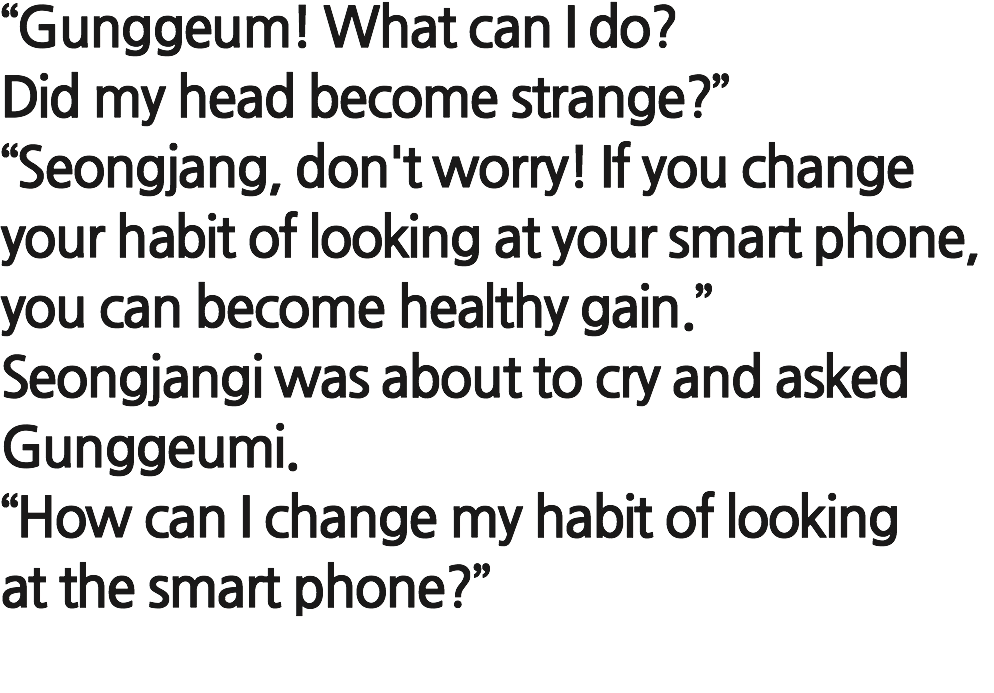 “Gunggeum! What can I do?
Did my head become strange?”
“Seongjang, don't worry! If you change
your habit of looking at your smart phone,
you can become healthy gain.”
Seongjangi was about to cry and asked
Gunggeumi.
“How can I change my habit of looking
at the smart phone?”